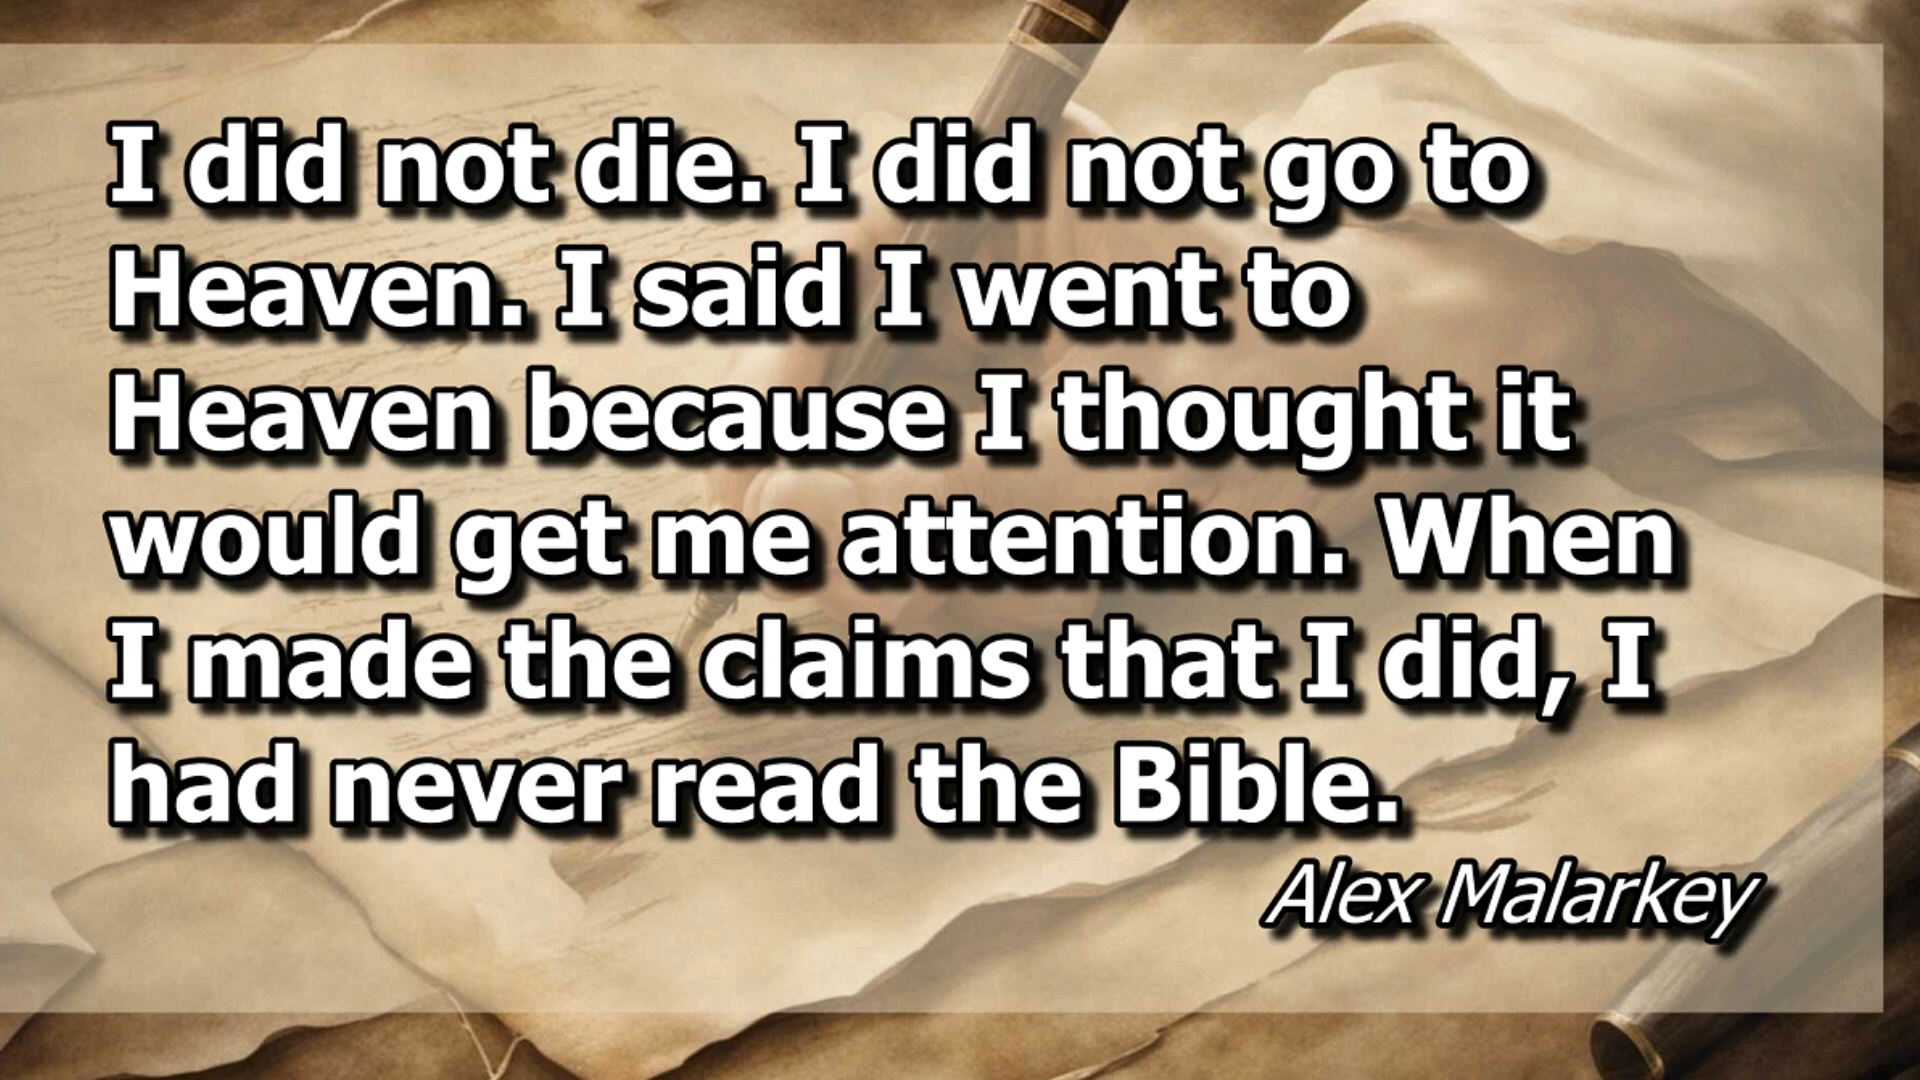 I did not die. I did not go to
Heaven. I said I went to
Heaven because I thought it
would get me attention. When
I made the claims that I did, I
had never read the Bible.
Alex Malarkey